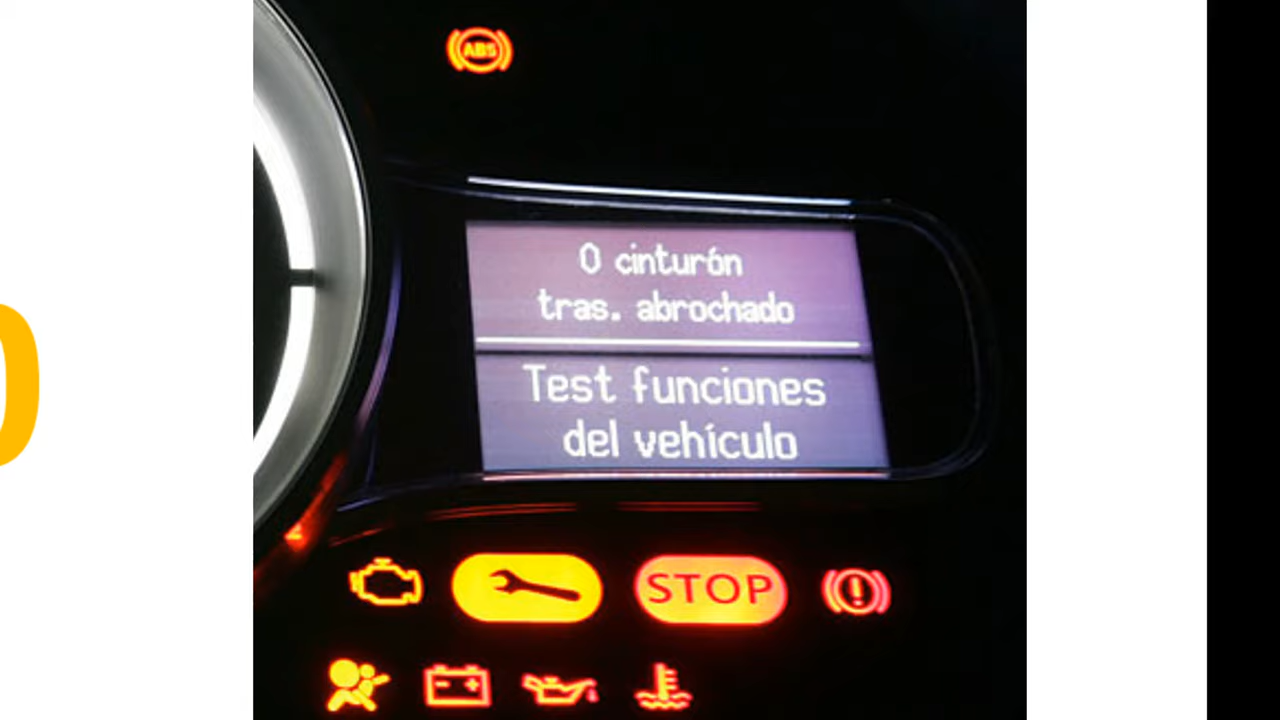 ABS
0 cinturón
tras. abrochado
Test funciones
del vehículo
STOP